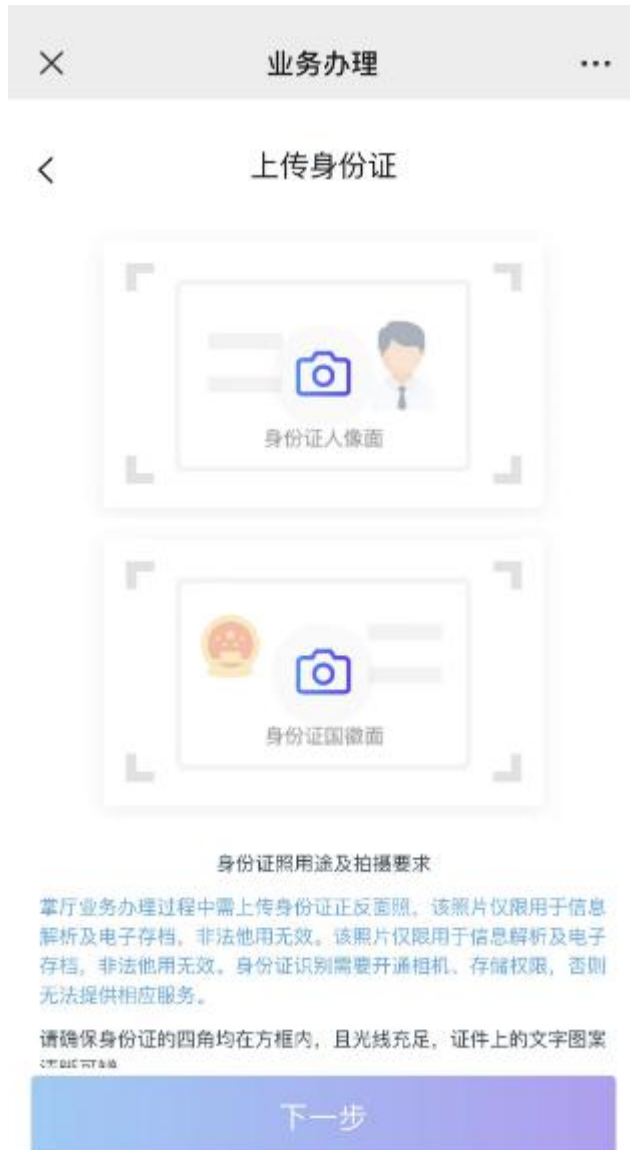 业务办理
上传身份证
身份证人像面
身份证国徽面
身份证照用途及拍摄要求
掌厅业务办理过程中需上传身份证正反面照，该照片仅限用于信息
解析及电子存档，非法他用无效。该照片仅限用于信息解析及电子
存档，非法他用无效。身份证识别需要开通相机、存储权限，否则
无法提供相应服务。
请确保身份证的四角均在方框内，且光线充足，证件上的文字图案
下一步